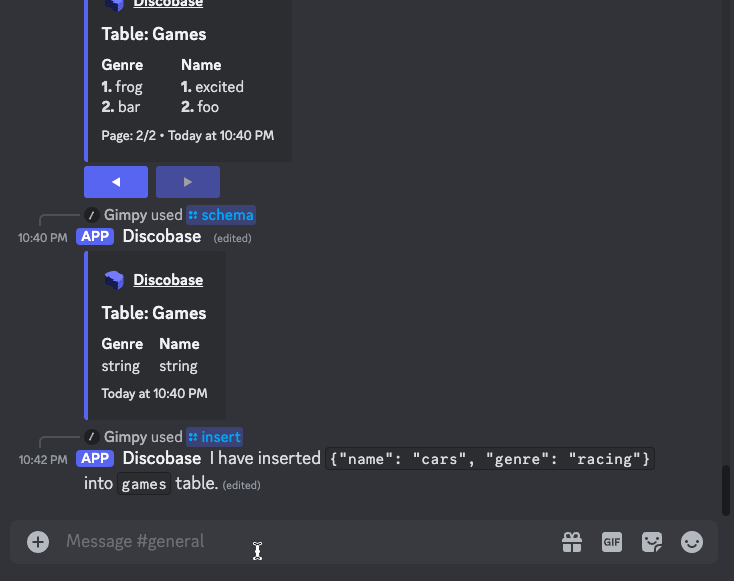 Discobase
Table: Games
Genre Name
1. frog 1. excited
2. bar 2. foo
Page: 2/2 • Today at 10:40 PM
Gimpy used schema
10:40 PM APP Discobase (edited)
Discobase
Table: Games
Genre Name
string string
Today at 10:40 PM
Gimpy used insert
10:42 PM APP Discobase I have inserted {"name": "cars", "genre": "racing"}
into games table. (edited)
Message #general
GIF